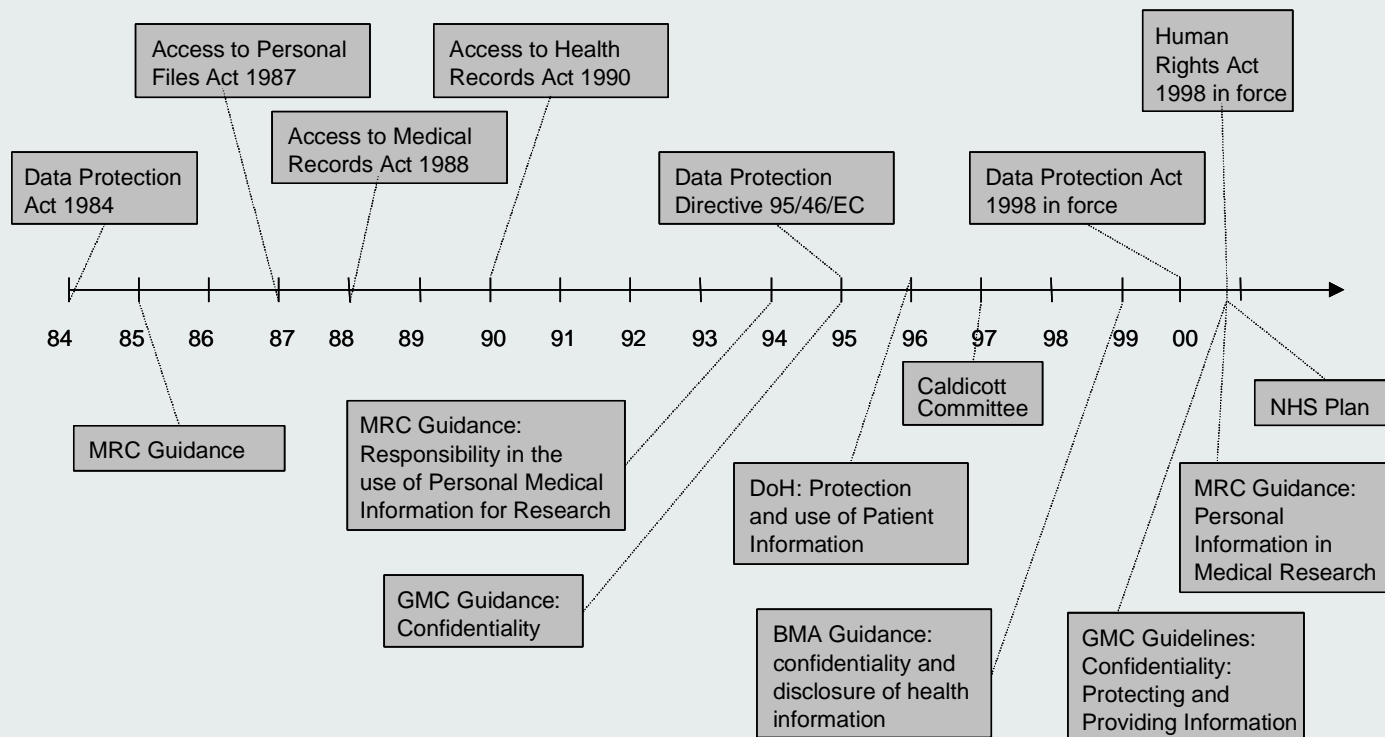 Access to Personal
Files Act 1987
Access to Health
Records Act 1990
Human
Rights Act
1998 in force
Access to Medical
Records Act 1988
Data Protection
Act 1984
Data Protection
Directive 95/46/EC
Data Protection Act
1998 in force
84 85 86 87 88 89 90 91 92 93 94 95 96 97 98 99 00
MRC Guidance
MRC Guidance:
Responsibility in the
use of Personal Medical
Information for Research
GMC Guidance:
Confidentiality
DoH: Protection
and use of Patient
Information
Caldicott
Committee
BMA Guidance:
confidentiality and
disclosure of health
information
NHS Plan
MRC Guidance:
Personal
Information in
Medical Research
GMC Guidelines:
Confidentiality:
Protecting and
Providing Information